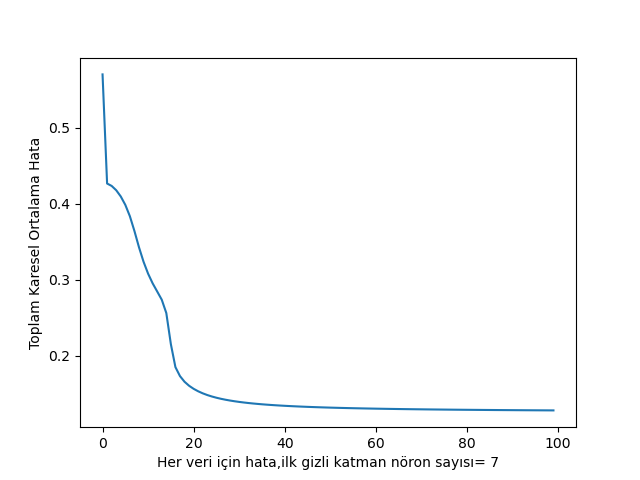 0.5
0.4
0.3
0.2
Toplam Karesel Ortalama Hata
0 20 40 60 80 100
Her veri için hata,ilk gizli katman nöron sayısı= 7